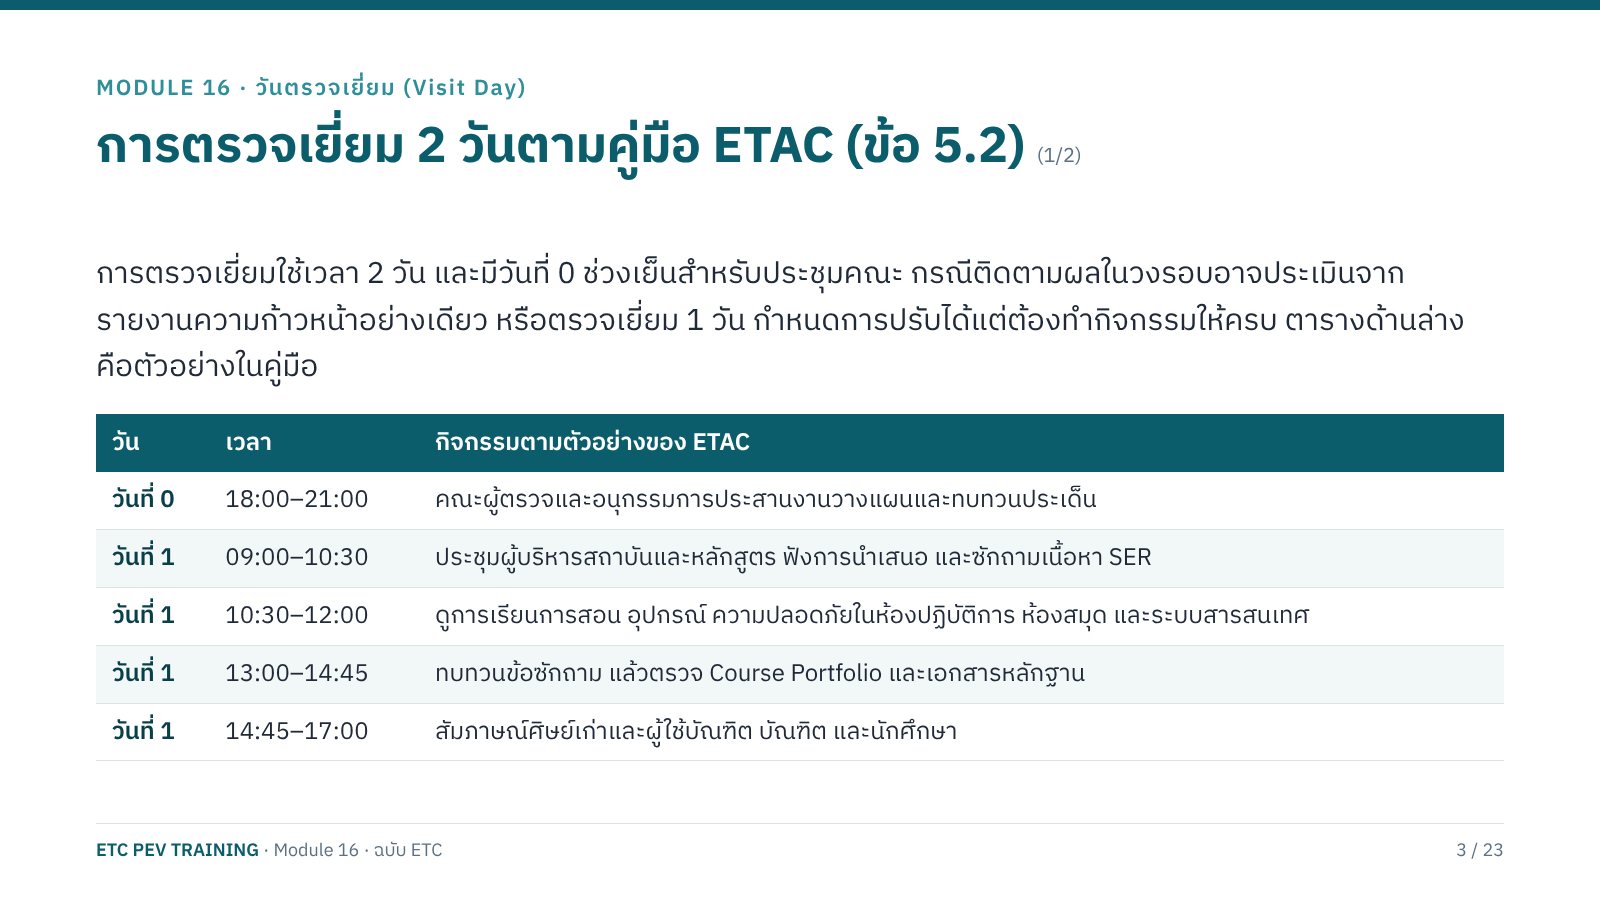 MODULE 16 · วันตรวจเยี่ยม (Visit Day)
การตรวจเยี่ยม 2 วันตามคู่มือ ETAC (ข้อ 5.2) (1/2)
การตรวจเยี่ยมใช้เวลา 2 วัน และมีวันที่ 0 ช่วงเย็นสำหรับประชุมคณะ กรณีติดตามผลในวงรอบอาจประเมินจาก
รายงานความก้าวหน้าอย่างเดียว หรือตรวจเยี่ยม 1 วัน กำหนดการปรับได้แต่ต้องทำกิจกรรมให้ครบ ตารางด้านล่าง
คือตัวอย่างในคู่มือ
วัน เวลา กิจกรรมตามตัวอย่างของ ETAC
วันที่ 0 18:00–21:00 คณะผู้ตรวจและอนุกรรมการประสานงานวางแผนและทบทวนประเด็น
วันที่ 1 09:00–10:30 ประชุมผู้บริหารสถาบันและหลักสูตร ฟังการนำเสนอ และซักถามเนื้อหา SER
วันที่ 1 10:30–12:00 ดูการเรียนการสอน อุปกรณ์ ความปลอดภัยในห้องปฏิบัติการ ห้องสมุด และระบบสารสนเทศ
วันที่ 1 13:00–14:45 ทบทวนข้อซักถาม แล้วตรวจ Course Portfolio และเอกสารหลักฐาน
วันที่ 1 14:45–17:00 สัมภาษณ์ศิษย์เก่าและผู้ใช้บัณฑิต บัณฑิต และนักศึกษา
ETC PEV TRAINING · Module 16 · ฉบับ ETC 3 / 23